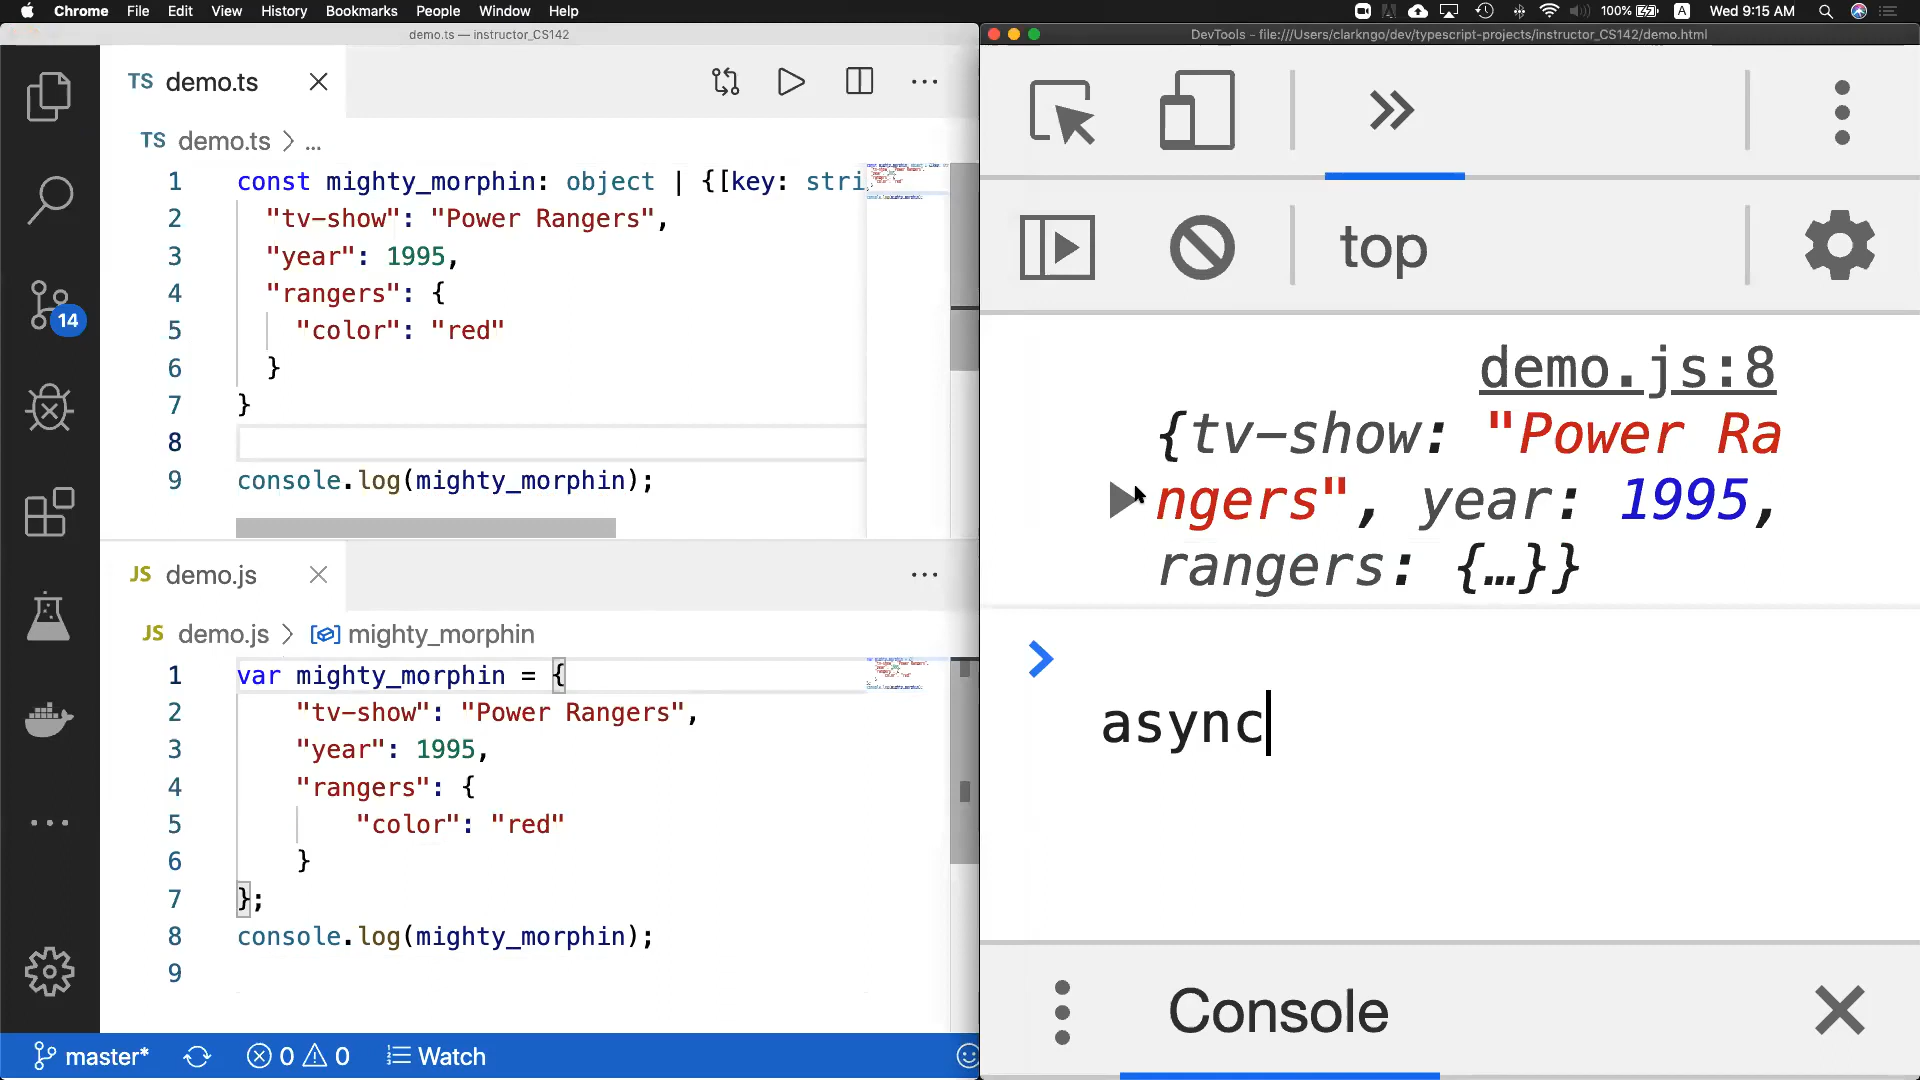 Chrome File Edit View History Bookmarks People Window Help 100% A Wed 9:15 AM
demo.ts — instructor_CS142
DevTools - file:///Users/clarkngo/dev/typescript-projects/instructor_CS142/demo.html
TS demo.ts
TS demo.ts > ...
1 const mighty_morphin: object | {[key: stri
2 "tv-show": "Power Rangers",
3 "year": 1995,
4 "rangers": {
5 "color": "red"
6 }
7 }
8
9 console.log(mighty_morphin);
JS demo.js
JS demo.js > mighty_morphin
1 var mighty_morphin = {
2 "tv-show": "Power Rangers",
3 "year": 1995,
4 "rangers": {
5 "color": "red"
6 }
7 };
8 console.log(mighty_morphin);
9
14
master* 0 0 Watch
top
demo.js:8
{tv-show: "Power Ra
ngers", year: 1995,
rangers: {…}}
async
Console